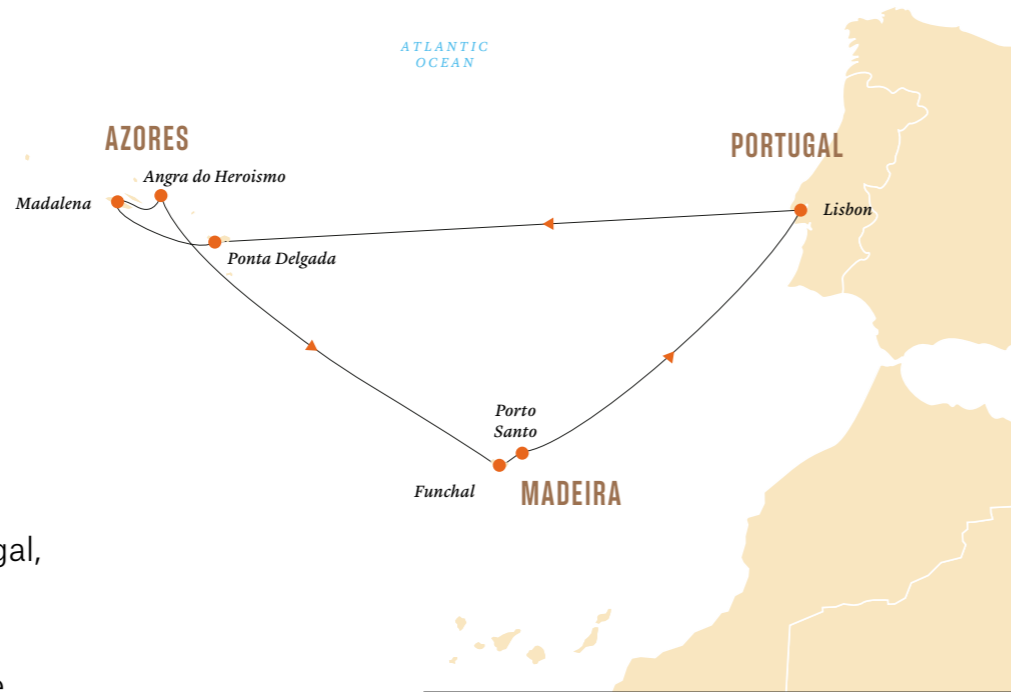 ATLANTIC
OCEAN
AZORES
PORTUGAL
Angra do Heroismo
Madalena
Lisbon
Ponta Delgada
Porto
Santo
Funchal
MADEIRA
gal,
e